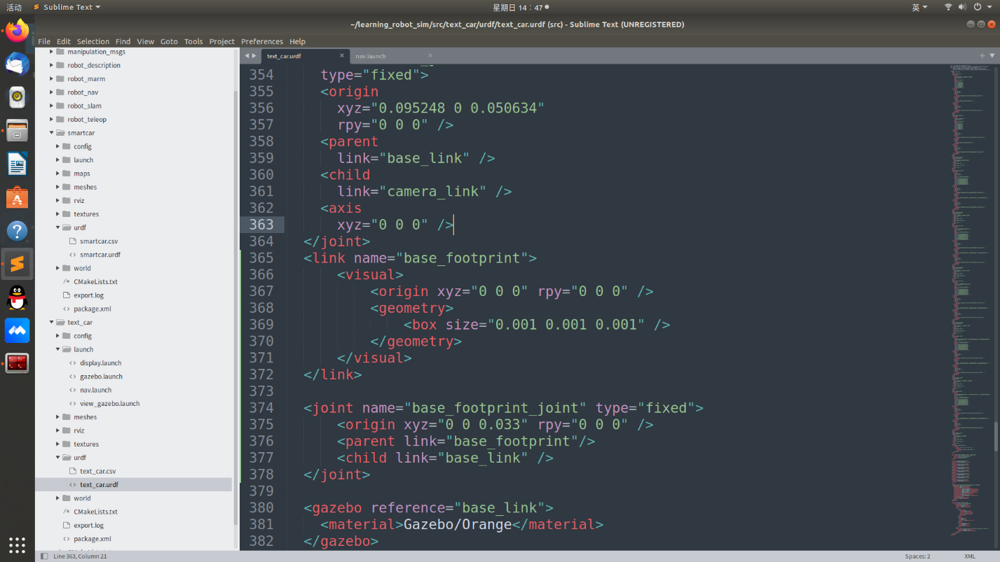 活动
Sublime Text
星期日 14：47
英
~/learning_robot_sim/src/text_car/urdf/text_car.urdf (src) - Sublime Text (UNREGISTERED)
File Edit Selection Find View Goto Tools Project Preferences Help
manipulation_msgs
robot_description
robot_marm
robot_nav
robot_slam
robot_teleop
smartcar
config
launch
maps
meshes
rviz
textures
urdf
smartcar.csv
smartcar.urdf
world
CMakeLists.txt
export.log
package.xml
text_car
config
launch
display.launch
gazebo.launch
nav.launch
view_gazebo.launch
meshes
rviz
textures
urdf
text_car.csv
text_car.urdf
world
CMakeLists.txt
export.log
package.xml
text_car.urdf
nav.launch
354 type="fixed">
355 <origin
356 xyz="0.095248 0 0.050634"
357 rpy="0 0 0" />
358 <parent
359 link="base_link" />
360 <child
361 link="camera_link" />
362 <axis
363 xyz="0 0 0" />
364 </joint>
365 <link name="base_footprint">
366 <visual>
367 <origin xyz="0 0 0" rpy="0 0 0" />
368 <geometry>
369 <box size="0.001 0.001 0.001" />
370 </geometry>
371 </visual>
372 </link>
373
374 <joint name="base_footprint_joint" type="fixed">
375 <origin xyz="0 0 0.033" rpy="0 0 0" />
376 <parent link="base_footprint"/>
377 <child link="base_link" />
378 </joint>
379
380 <gazebo reference="base_link">
381 <material>Gazebo/Orange</material>
382 </gazebo>
Line 363, Column 21
Spaces: 2
XML